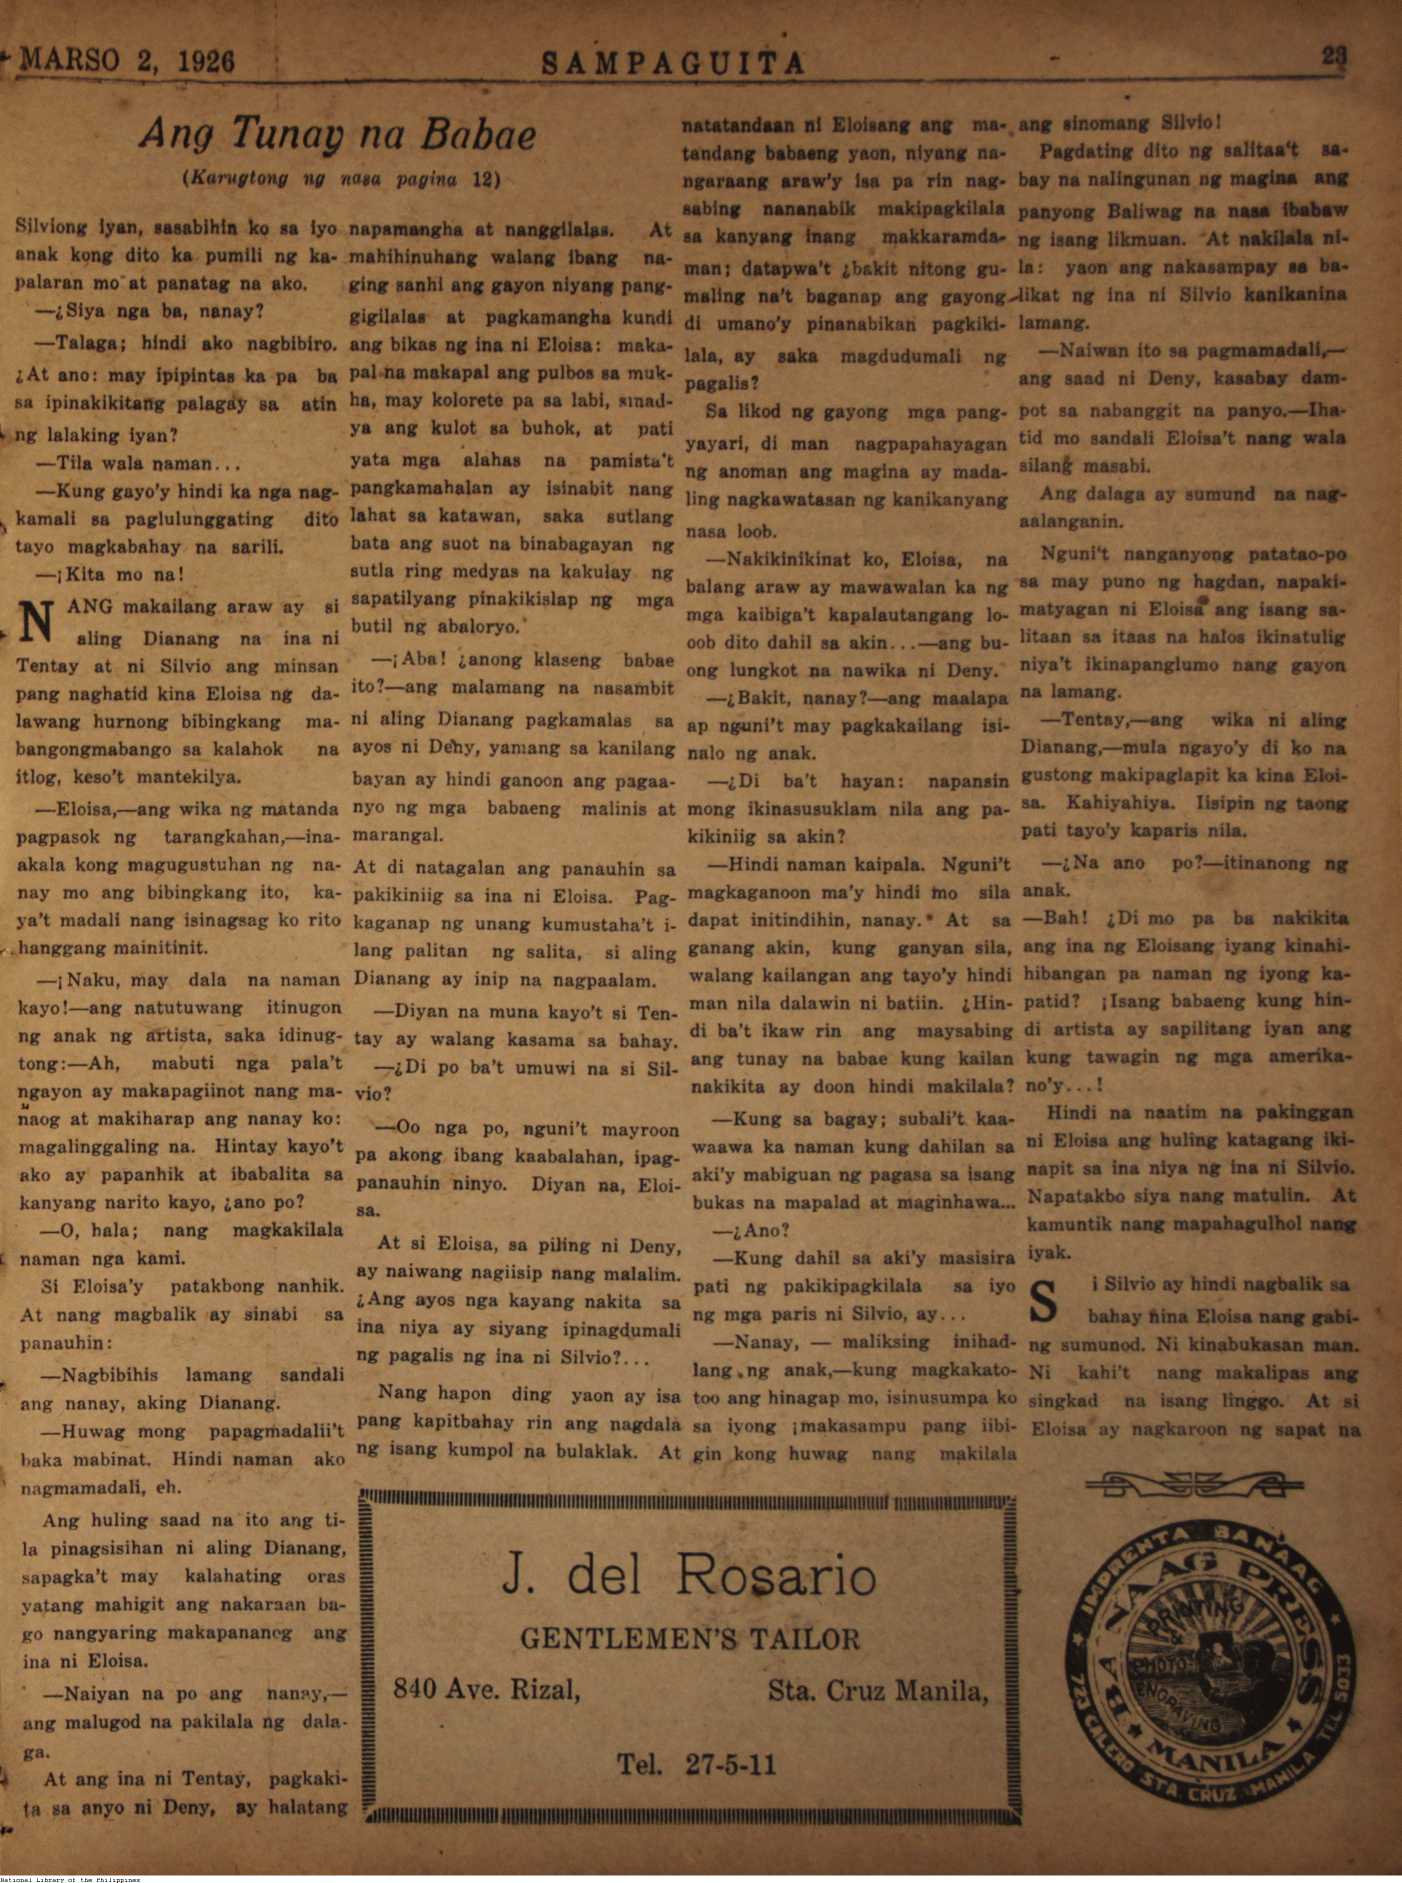 MARSO 2, 1926
SAMPAGUITA
23
Ang Tunay na Babae
(Karugtong ng nasa pagina 12)
Silviong iyan, sasabihin ko sa iyo
anak kong dito ka pumili ng ka-
palaran mo at panatag na ako.
—¿Siya nga ba, nanay?
—Talaga; hindi ako nagbibiro.
¿At ano: may ipipintas ka pa ba
sa ipinakikitang palagay sa atin
ng lalaking iyan?
—Tila wala naman...
—Kung gayo'y hindi ka nga nag-
kamali sa paglulunggating dito
tayo magkabahay na sarili.
—¡Kita mo na!
NANG makailang araw ay si
aling Dianang na ina ni
Tentay at ni Silvio ang minsan
pang naghatid kina Eloisa ng da-
lawang hurnong bibingkang ma-
bangongmabango sa kalahok na
itlog, keso't mantekilya.
—Eloisa,—ang wika ng matanda
pagpasok ng tarangkahan,—ina-
akala kong magugustuhan ng na-
nay mo ang bibingkang ito, ka-
ya't madali nang isinagsag ko rito
hanggang mainitinit.
—¡Naku, may dala na naman
kayo!—ang natutuwang itinugon
ng anak ng artista, saka idinug-
tong:—Ah, mabuti nga pala't
ngayon ay makapagiinot nang ma-
naog at makiharap ang nanay ko:
magalinggaling na. Hintay kayo't
ako ay papanhik at ibabalita sa
kanyang narito kayo, ¿ano po?
—O, hala; nang magkakilala
naman nga kami.
Si Eloisa'y patakbong nanhik.
At nang magbalik ay sinabi sa
panauhin:
—Nagbibihis lamang sandali
ang nanay, aking Dianang.
—Huwag mong papagmadalii't
baka mabinat. Hindi naman ako
nagmamadali, eh.
Ang huling saad na ito ang ti-
la pinagsisihan ni aling Dianang,
sapagka't may kalahating oras
yatang mahigit ang nakaraan ba-
go nangyaring makapanaog ang
ina ni Eloisa.
—Naiyan na po ang nanay,—
ang malugod na pakilala ng dala-
ga.
At ang ina ni Tentay, pagkaki-
ta sa anyo ni Deny, ay halatang
napamangha at nanggilalas. At
mahihinuhang walang ibang na-
ging sanhi ang gayon niyang pang-
gigilalas at pagkamangha kundi
ang bikas ng ina ni Eloisa: maka-
pal na makapal ang pulbos sa muk-
ha, may kolorete pa sa labi, sinad-
ya ang kulot sa buhok, at pati
yata mga alahas na pamista't
pangkamahalan ay isinabit nang
lahat sa katawan, saka sutlang
bata ang suot na binabagayan ng
sutla ring medyas na kakulay ng
sapatilyang pinakikislap ng mga
butil ng abaloryo.
—¡Aba! ¿anong klaseng babae
ito?—ang malamang na nasambit
ni aling Dianang pagkamalas sa
ayos ni Deny, yamang sa kanilang
bayan ay hindi ganoon ang pagaa-
nyo ng mga babaeng malinis at
marangal.
At di natagalan ang panauhin sa
pakikiniig sa ina ni Eloisa. Pag-
kaganap ng unang kumustaha't i-
lang palitan ng salita, si aling
Dianang ay inip na nagpaalam.
—Diyan na muna kayo't si Ten-
tay ay walang kasama sa bahay.
—¿Di po ba't umuwi na si Sil-
vio?
—Oo nga po, nguni't mayroon
pa akong ibang kaabalahan, ipag-
panauhin ninyo. Diyan na, Eloi-
sa.
At si Eloisa, sa piling ni Deny,
ay naiwang nagiisip nang malalim.
¿Ang ayos nga kayang nakita sa
ina niya ay siyang ipinagdumali
ng pagalis ng ina ni Silvio?...
Nang hapon ding yaon ay isa
pang kapitbahay rin ang nagdala
ng isang kumpol na bulaklak. At
natatandaan ni Eloisang ang ma-
tandang babaeng yaon, niyang na-
ngaraang araw'y isa pa rin nag-
sabing nananabik makipagkilala
sa kanyang inang makkaramda-
man; datapwa't ¿bakit nitong gu-
maling na't baganap ang gayong
di umano'y pinanabikan pagkiki-
lala, ay saka magdudumali ng
pagalis?
Sa likod ng gayong mga pang-
yayari, di man nagpapahayagan
ng anoman ang magina ay mada-
ling nagkawatasan ng kanikanyang
nasa loob.
—Nakikinikinat ko, Eloisa, na
balang araw ay mawawalan ka ng
mga kaibiga't kapalautangang lo-
oob dito dahil sa akin...—ang bu-
ong lungkot na nawika ni Deny.
—¿Bakit, nanay?—ang maalapa
ap nguni't may pagkakailang isi-
nalo ng anak.
—¿Di ba't hayan: napansin
mong ikinasusuklam nila ang pa-
kikiniig sa akin?
—Hindi naman kaipala. Nguni't
magkaganoon ma'y hindi mo sila
dapat initindihin, nanay. At sa
ganang akin, kung ganyan sila,
walang kailangan ang tayo'y hindi
man nila dalawin ni batiin. ¿Hin-
di ba't ikaw rin ang maysabing
ang tunay na babae kung kailan
nakikita ay doon hindi makilala?
—Kung sa bagay; subali't kaa-
waawa ka naman kung dahilan sa
aki'y mabiguan ng pagasa sa isang
bukas na mapalad at maginhawa...
—¿Ano?
—Kung dahil sa aki'y masisira
pati ng pakikipagkilala sa iyo
ng mga paris ni Silvio, ay...
—Nanay, — maliksing inihad-
lang ng anak,—kung magkakato-
too ang hinagap mo, isinusumpa ko
sa iyong ¡makasampu pang iibi-
gin kong huwag nang makilala
ang sinomang Silvio!
Pagdating dito ng salitaa't sa-
bay na nalingunan ng magina ang
panyong Baliwag na nasa ibabaw
ng isang likmuan. At nakilala ni-
la: yaon ang nakasampay sa ba-
likat ng ina ni Silvio kanikanina
lamang.
—Naiwan ito sa pagmamadali,—
ang saad ni Deny, kasabay dam-
pot sa nabanggit na panyo.—Iha-
tid mo sandali Eloisa't nang wala
silang masabi.
Ang dalaga ay sumund na nag-
aalanganin.
Nguni't nanganyong patatao-po
sa may puno ng hagdan, napaki-
matyagan ni Eloisa ang isang sa-
litaan sa itaas na halos ikinatulig
niya't ikinapanglumo nang gayon
na lamang.
—Tentay,—ang wika ni aling
Dianang,—mula ngayo'y di ko na
gustong makipaglapit ka kina Eloi-
sa. Kahiyahiya. Iisipin ng taong
pati tayo'y kaparis nila.
—¿Na ano po?—itinanong ng
anak.
—Bah! ¿Di mo pa ba nakikita
ang ina ng Eloisang iyang kinahi-
hibangan pa naman ng iyong ka-
patid? ¡Isang babaeng kung hin-
di artista ay sapilitang iyan ang
kung tawagin ng mga amerika-
no'y...!
Hindi na naatim na pakinggan
ni Eloisa ang huling katagang iki-
napit sa ina niya ng ina ni Silvio.
Napatakbo siya nang matulin. At
kamuntik nang mapahagulhol nang
iyak.
Si Silvio ay hindi nagbalik sa
bahay nina Eloisa nang gabi-
ng sumunod. Ni kinabukasan man.
Ni kahi't nang makalipas ang
singkad na isang linggo. At si
Eloisa ay nagkaroon ng sapat na
J. del Rosario
GENTLEMEN'S TAILOR
840 Ave. Rizal, Sta. Cruz Manila,
Tel. 27-5-11
IMPRENTA BANAAG
BANAAG PRESS
PRINTING
&
PHOTO-
ENGRAVING
MANILA
723 CALERO STA. CRUZ MANILA TLL 5033
National Library of the Philippines